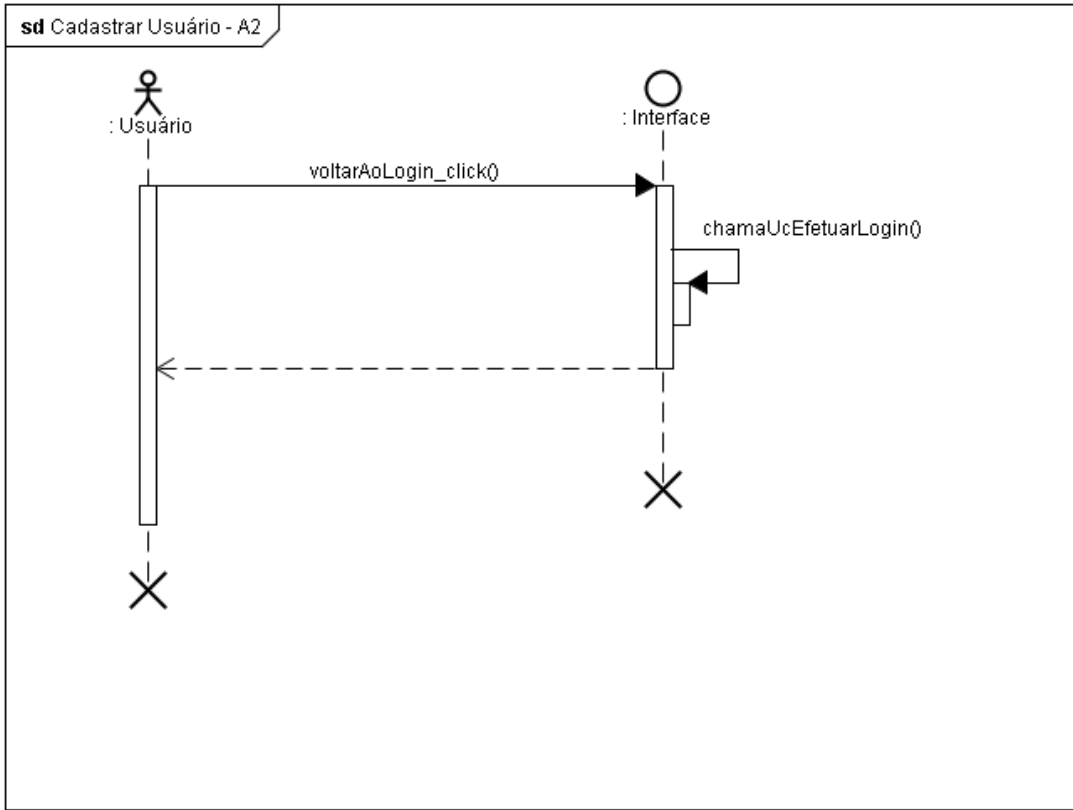 sd Cadastrar Usuário - A2
: Usuário
: Interface
voltarAoLogin_click()
chamaUcEfetuarLogin()